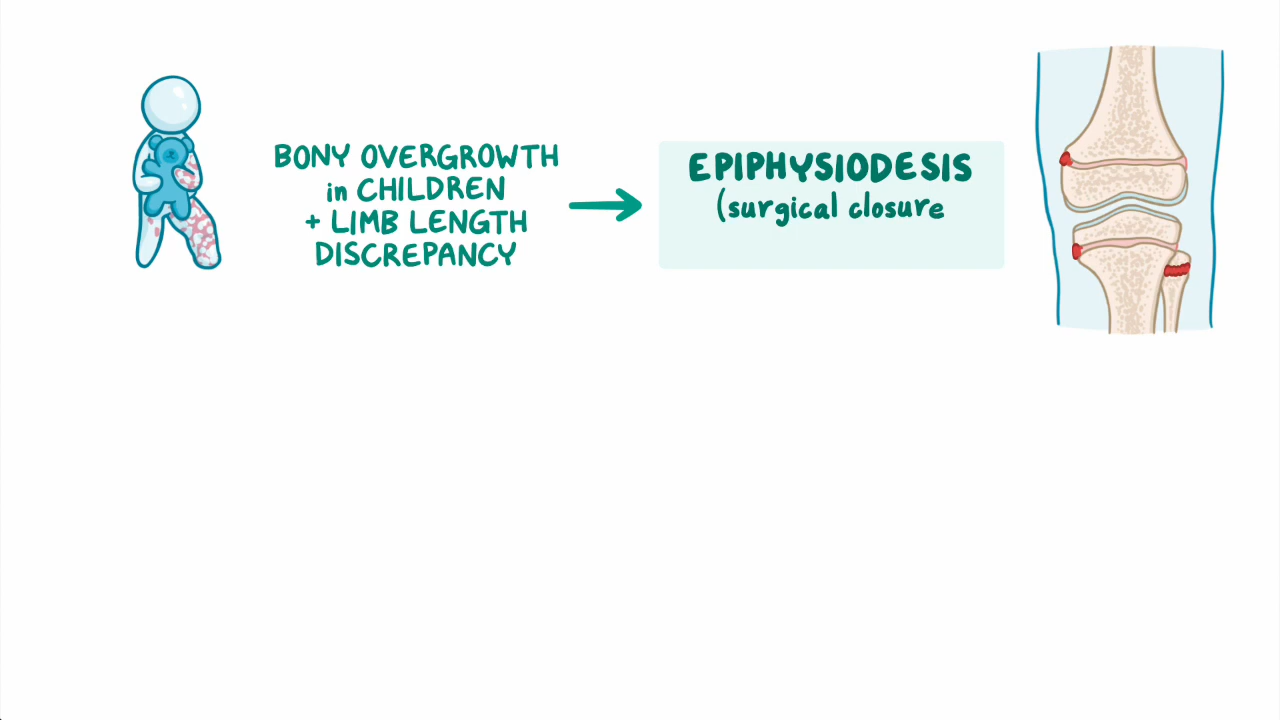 BONY OVERGROWTH
in CHILDREN
+ LIMB LENGTH
DISCREPANCY
EPIPHYSIODESIS
(surgical closure